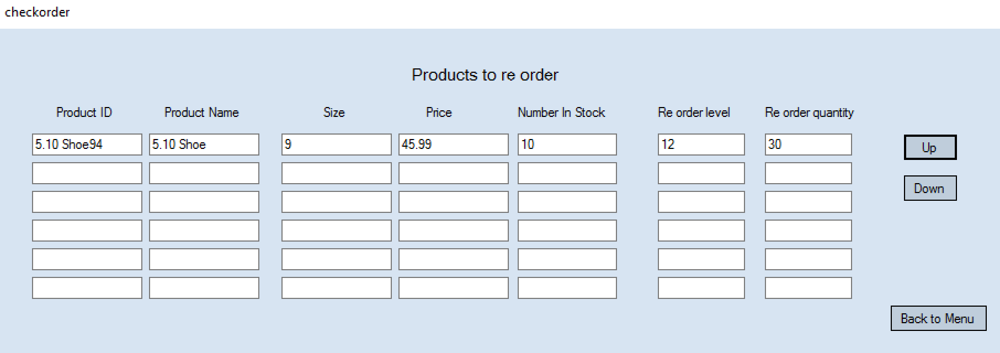 checkorder
Products to re order
Product ID Product Name Size Price Number In Stock Re order level Re order quantity
5.10 Shoe94 5.10 Shoe 9 45.99 10 12 30
Up
Down
Back to Menu